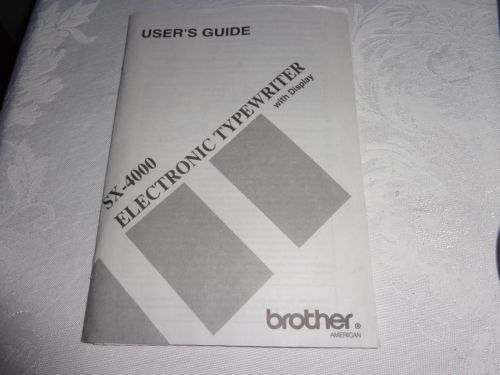 USER'S GUIDE
SX-4000
ELECTRONIC TYPEWRITER
with Display
brother®
AMERICAN